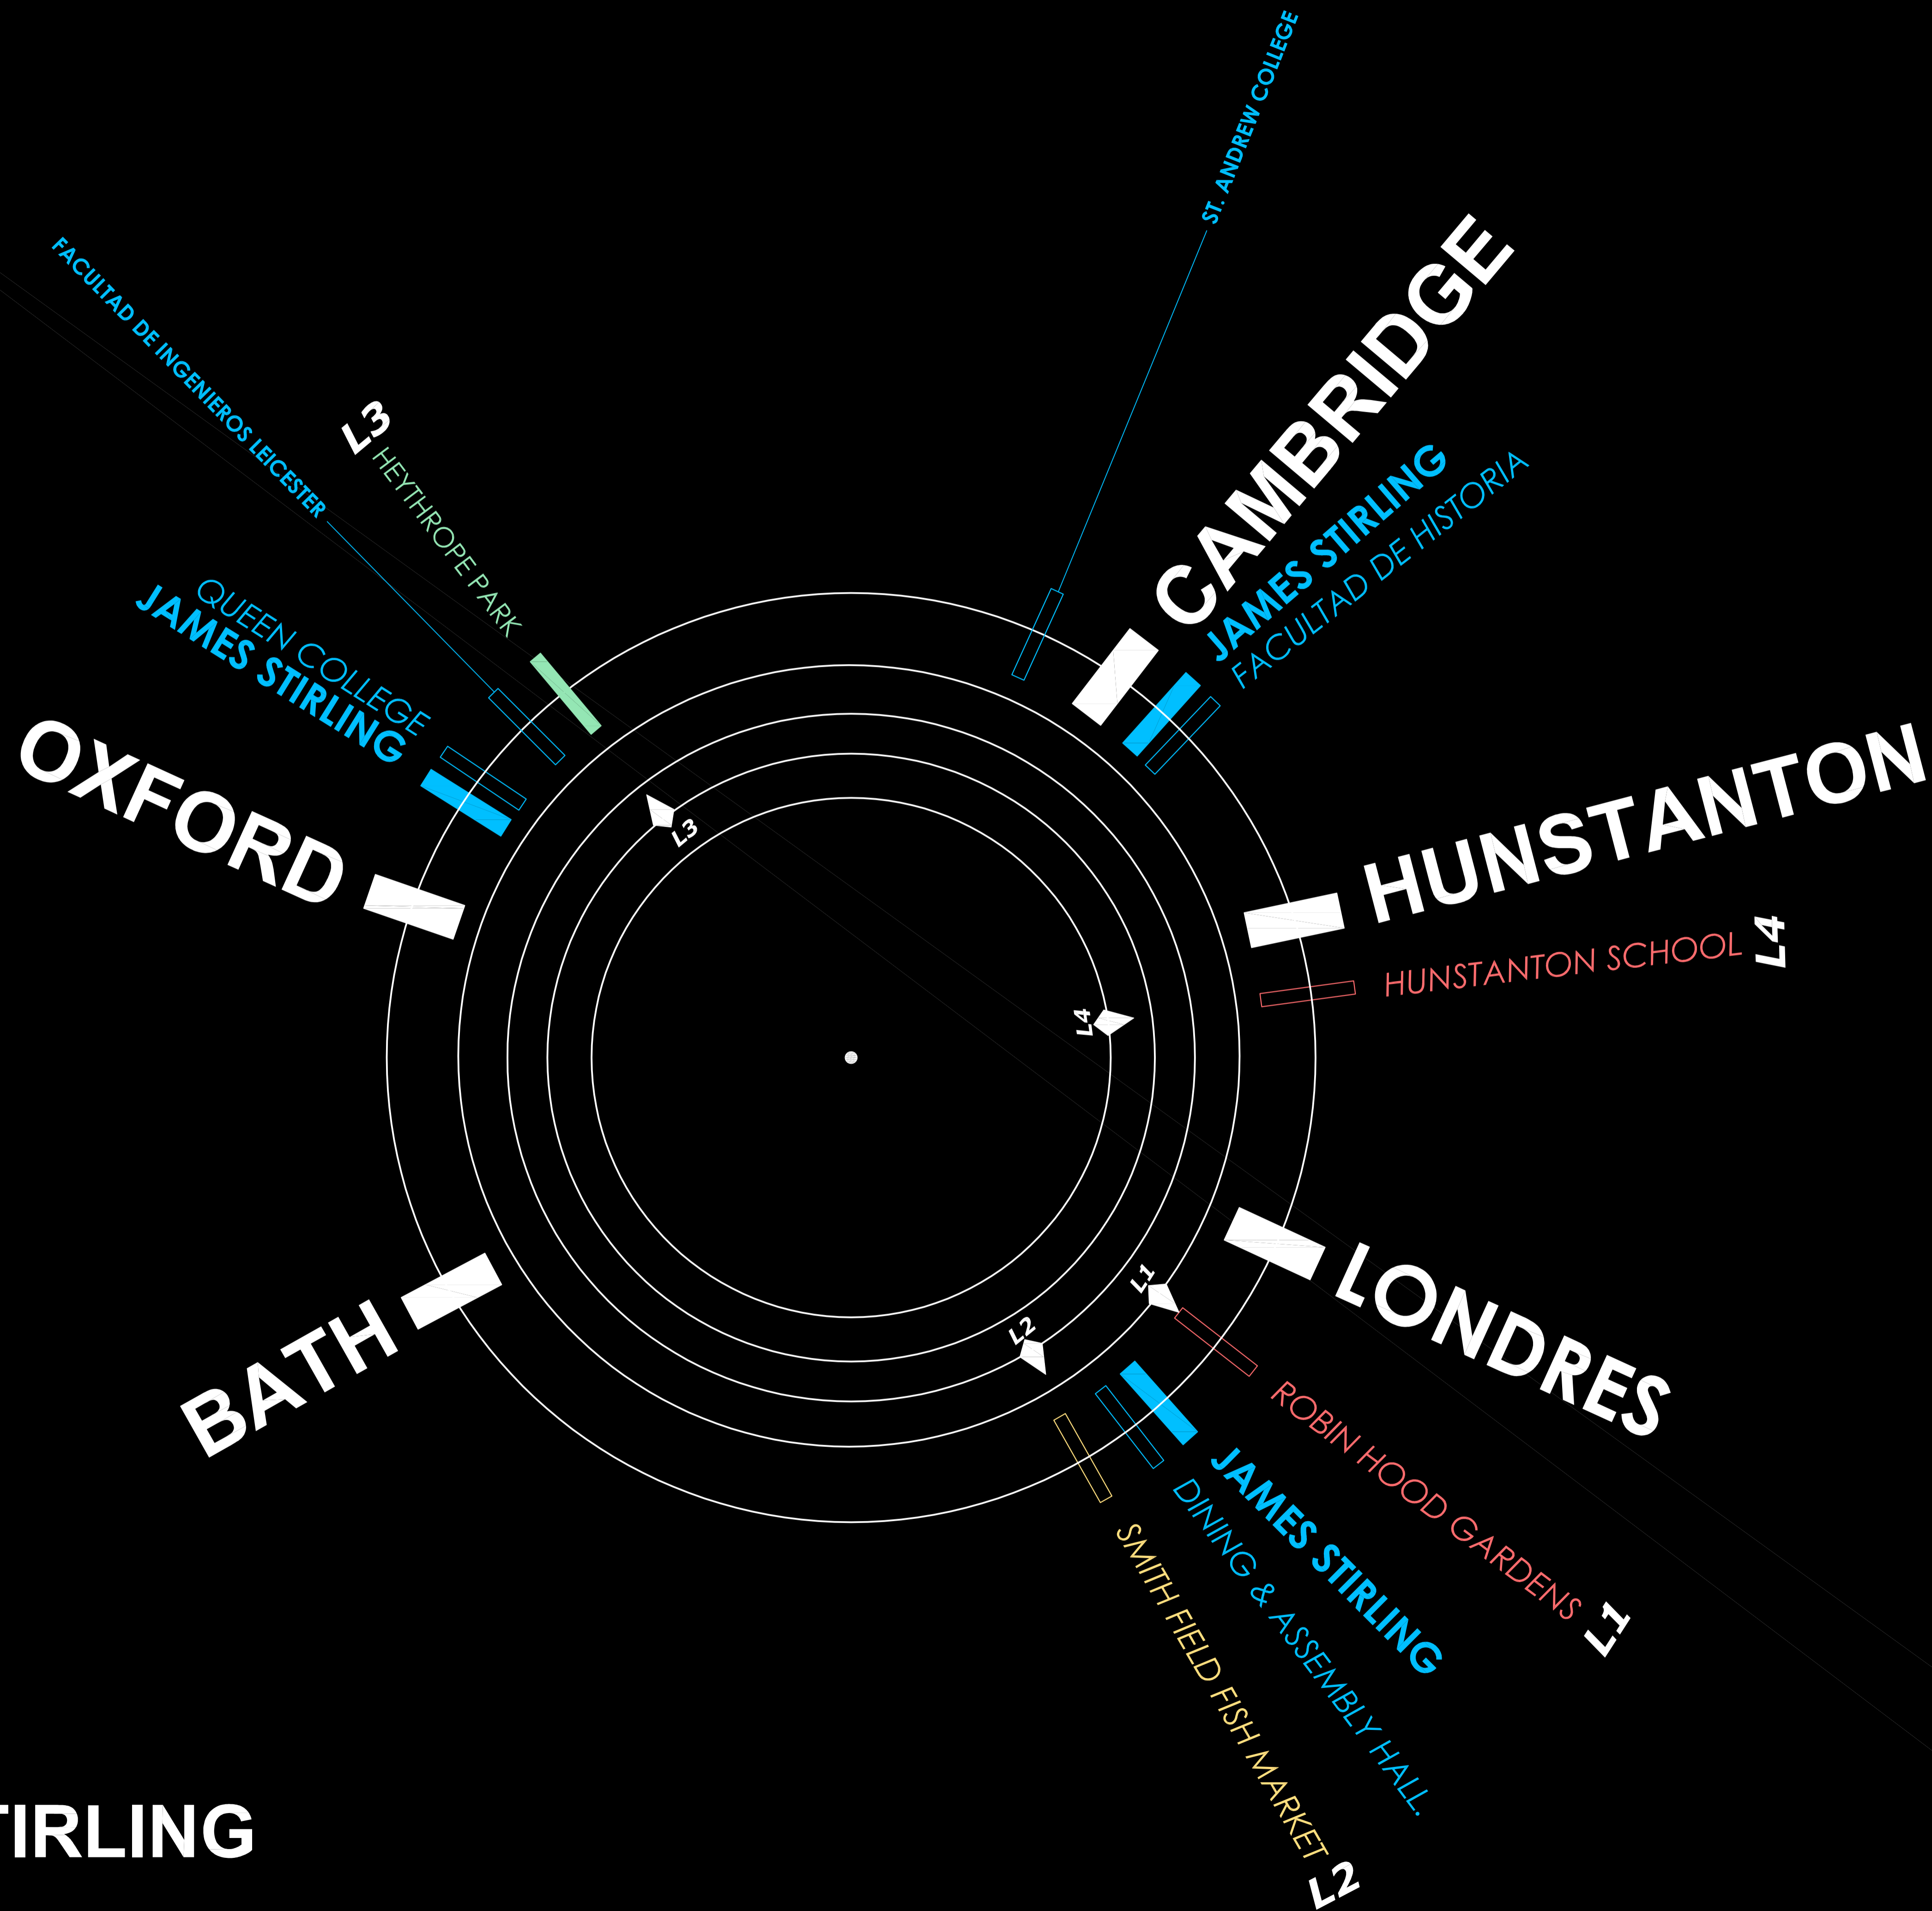 ST. ANDREW COLLEGE
CAMBRIDGE
JAMES STIRLING
FACULTAD DE HISTORIA
FACULTAD DE INGENIEROS LEICESTER
L3
HEYTHROPE PARK
QUEEN COLLEGE
JAMES STIRLING
OXFORD
HUNSTANTON
HUNSTANTON SCHOOL
L4
L3
L4
L1
L2
LONDRES
BATH
ROBIN HOOD GARDENS
L1
JAMES STIRLING
DINING & ASSEMBLY HALL.
SMITH FIELD FISH MARKET
L2
TIRLING